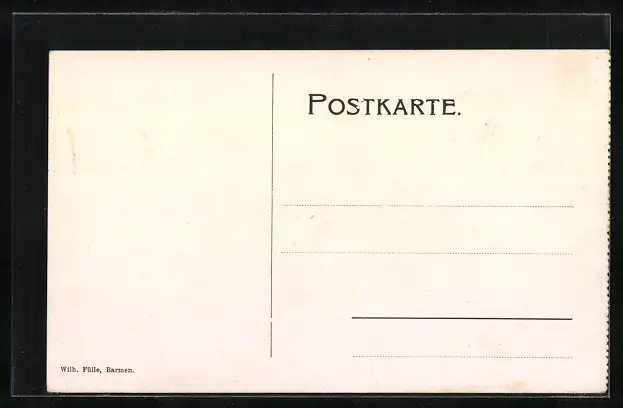 POSTKARTE.
Wilh. Fülle, Barmen.